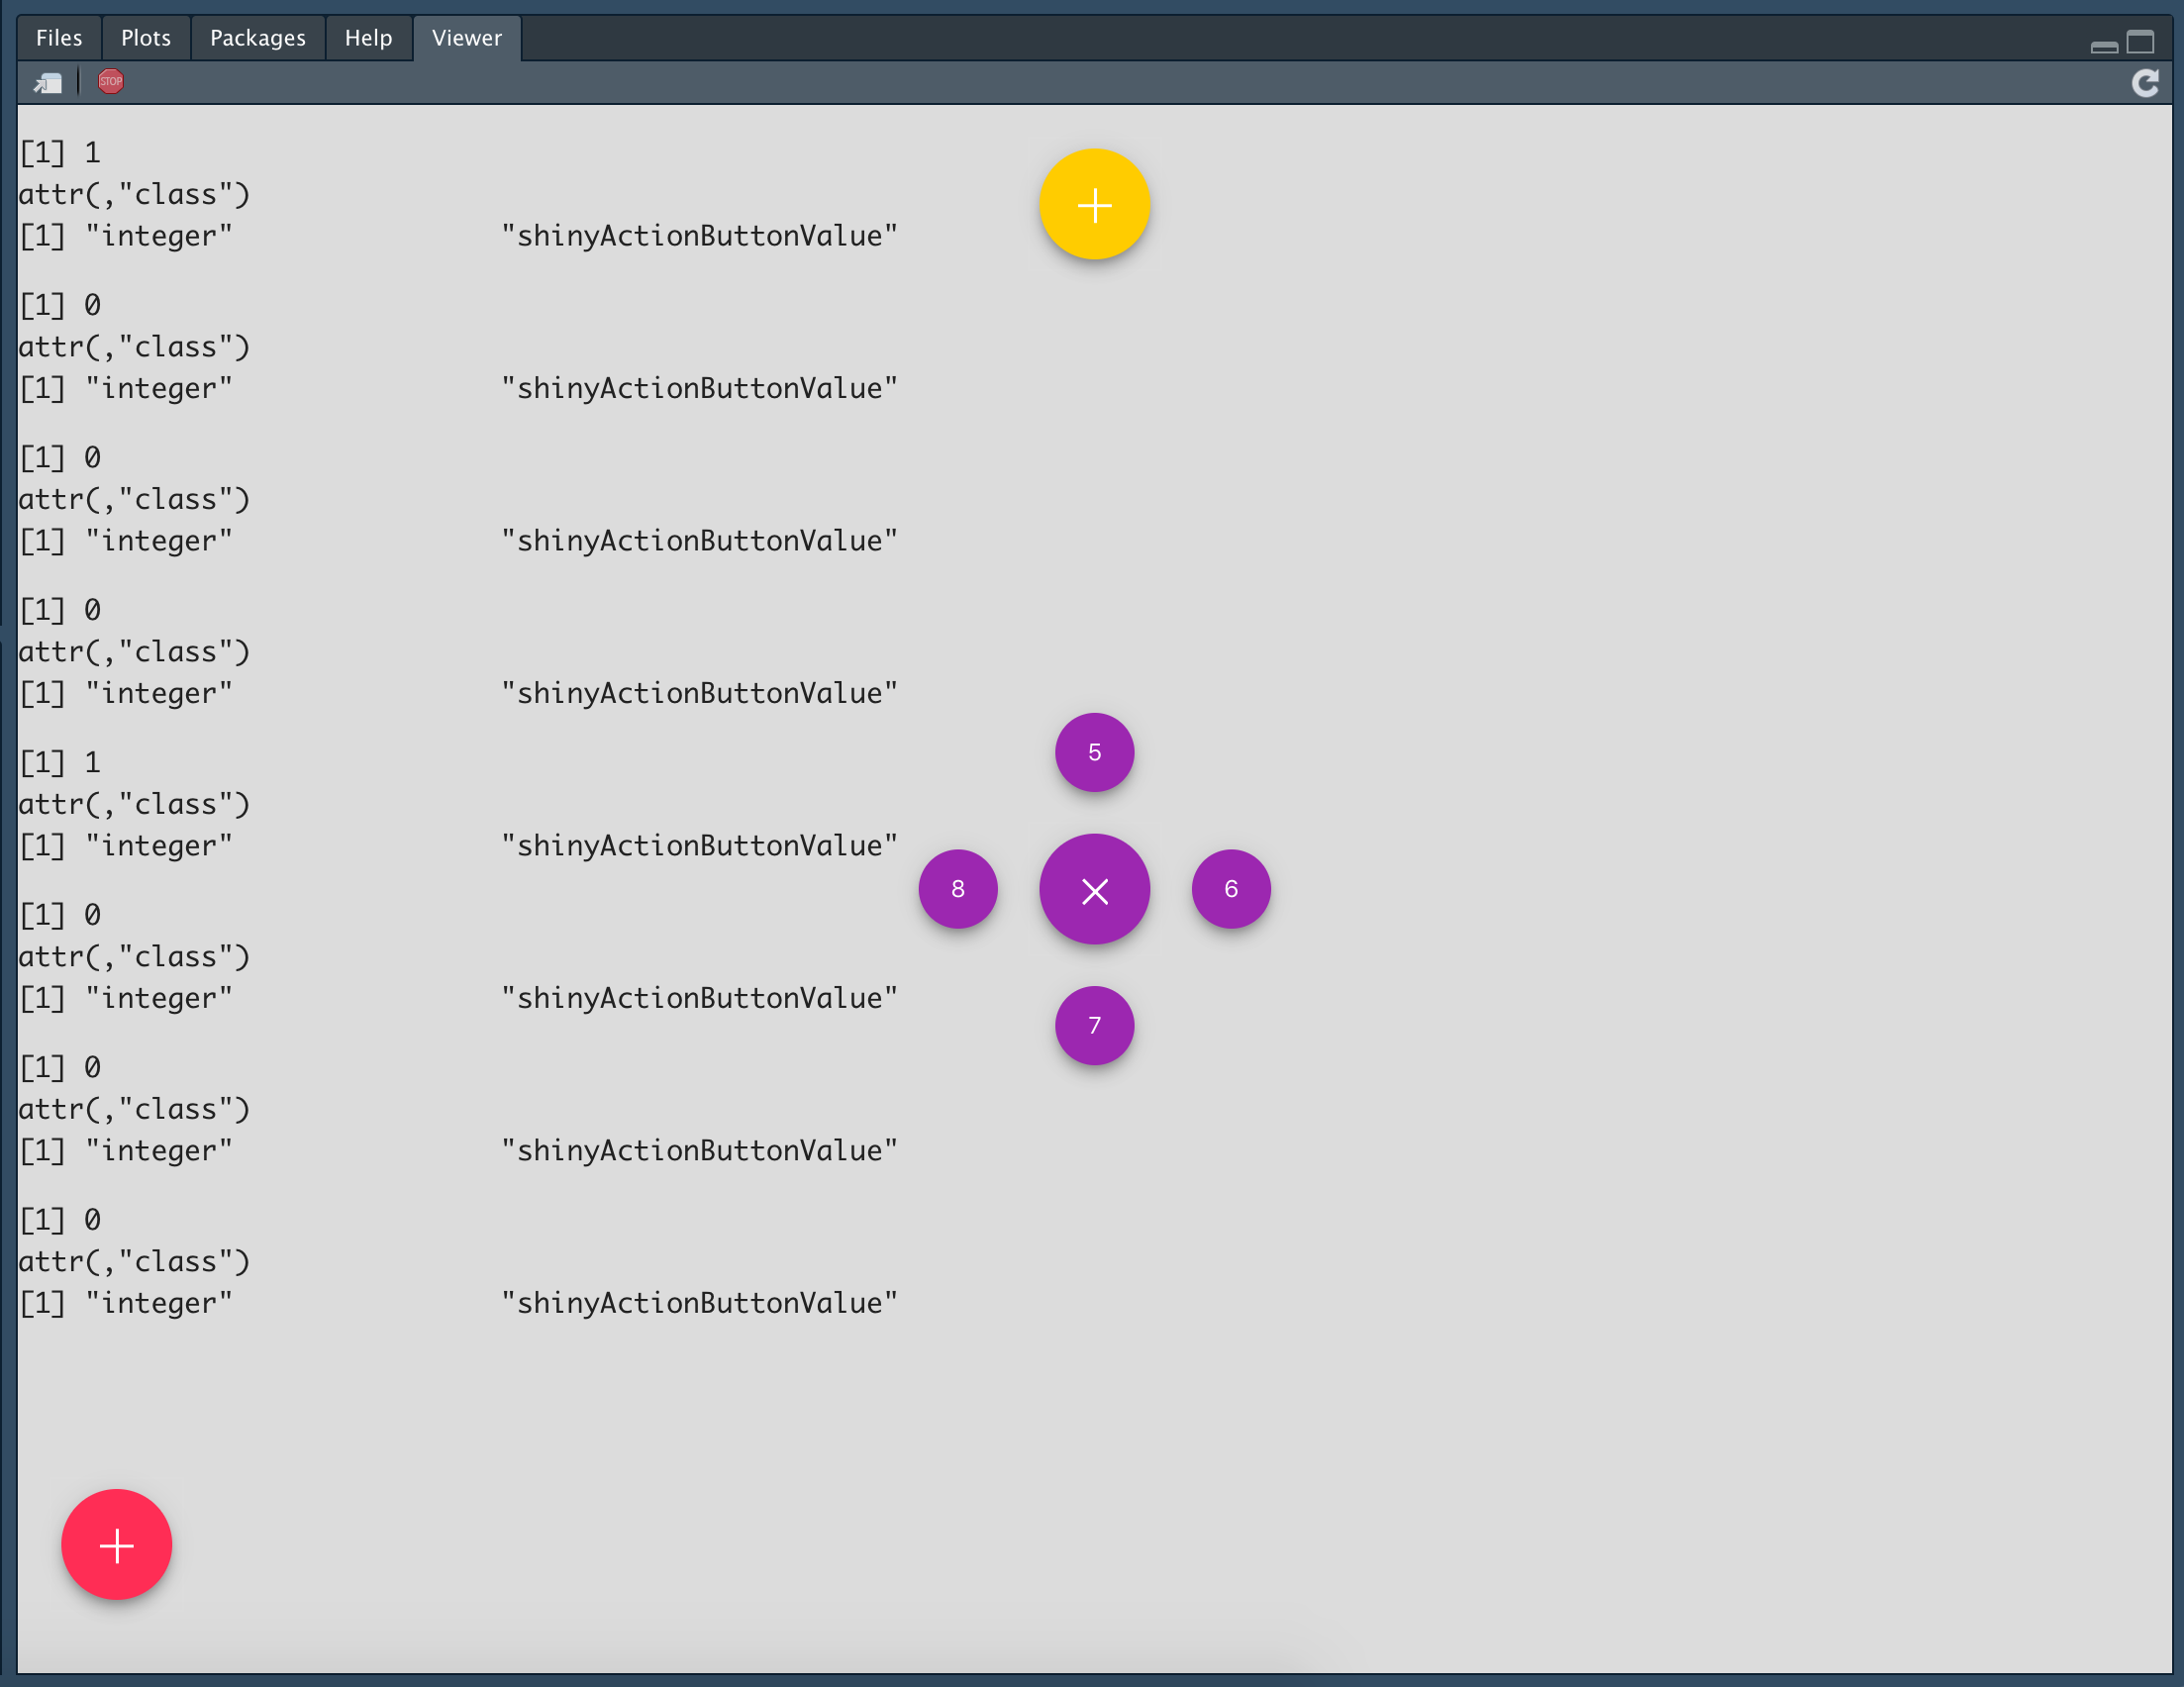 Files Plots Packages Help Viewer
STOP
[1] 1
attr(,"class")
[1] "integer"                "shinyActionButtonValue"
[1] 0
attr(,"class")
[1] "integer"                "shinyActionButtonValue"
[1] 0
attr(,"class")
[1] "integer"                "shinyActionButtonValue"
[1] 0
attr(,"class")
[1] "integer"                "shinyActionButtonValue"
5
[1] 1
attr(,"class")
[1] "integer"                "shinyActionButtonValue"
8 6
[1] 0
attr(,"class")
[1] "integer"                "shinyActionButtonValue"
7
[1] 0
attr(,"class")
[1] "integer"                "shinyActionButtonValue"
[1] 0
attr(,"class")
[1] "integer"                "shinyActionButtonValue"